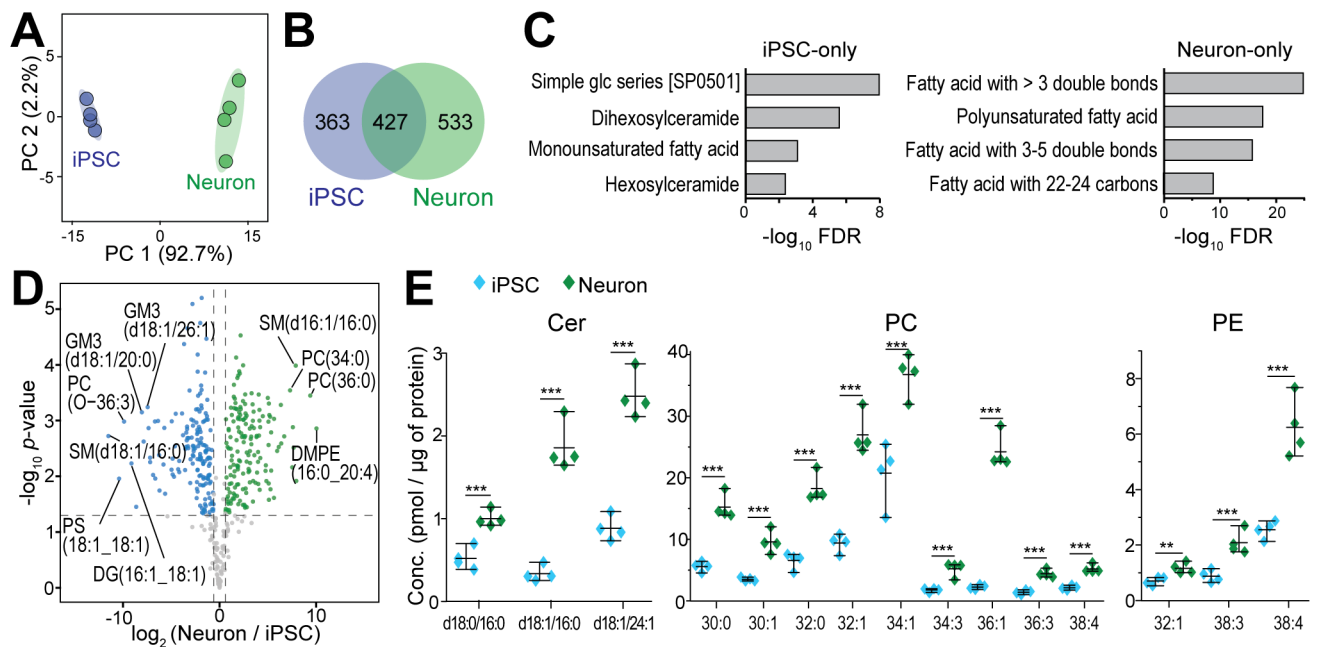 A
PC 2 (2.2%)
5
0
-5
iPSC
Neuron
-15
0
15
PC 1 (92.7%)
B
363
427
533
iPSC
Neuron
C
iPSC-only
Simple glc series [SP0501]
Dihexosylceramide
Monounsaturated fatty acid
Hexosylceramide
0
4
8
-log10 FDR
Neuron-only
Fatty acid with > 3 double bonds
Polyunsaturated fatty acid
Fatty acid with 3-5 double bonds
Fatty acid with 22-24 carbons
0
10
20
-log10 FDR
D
-log10 p-value
5
4
3
2
1
0
GM3
(d18:1/26:1)
GM3
(d18:1/20:0)
PC
(O−36:3)
SM(d18:1/16:0)
PS
(18:1_18:1)
DG(16:1_18:1)
SM(d16:1/16:0)
PC(34:0)
PC(36:0)
DMPE
(16:0_20:4)
-10
0
10
log2 (Neuron / iPSC)
E
iPSC
Neuron
Conc. (pmol / µg of protein)
Cer
3
2
1
0
***
***
***
d18:0/16:0
d18:1/16:0
d18:1/24:1
PC
40
30
20
10
0
***
***
***
***
***
***
***
***
***
30:0
30:1
32:0
32:1
34:1
34:3
36:1
36:3
38:4
PE
8
6
4
2
0
**
***
***
32:1
38:3
38:4